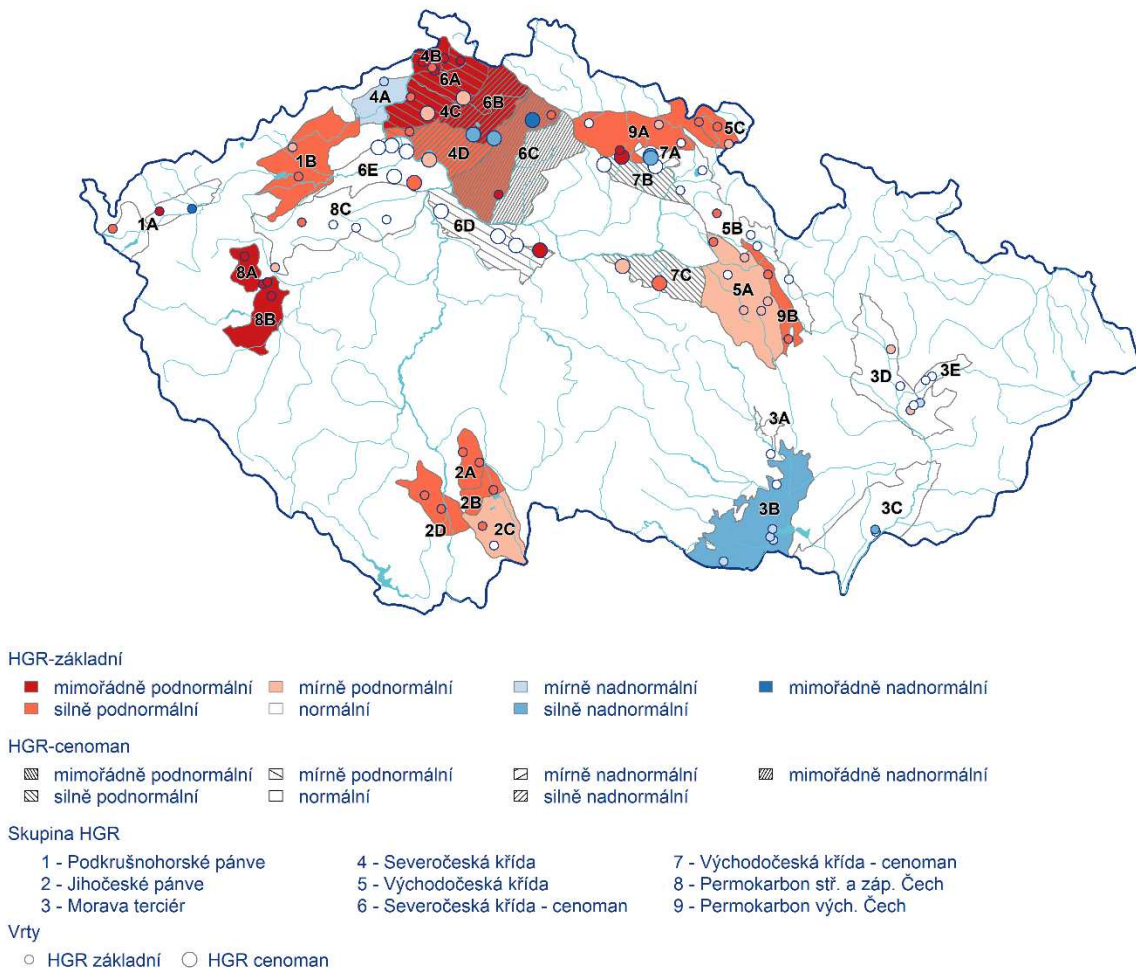 4B
6A
4A
4C
6B
5C
9A
4D
6C
7A
1B
6E
7B
8C
1A
6D
5B
8A
7C
5A
8B
9B
3D
3E
3A
2A
2B
3B
3C
2D
2C
HGR-základní
mimořádně podnormální mírně podnormální mírně nadnormální mimořádně nadnormální
silně podnormální normální silně nadnormální
HGR-cenoman
mimořádně podnormální mírně podnormální mírně nadnormální mimořádně nadnormální
silně podnormální normální silně nadnormální
Skupina HGR
1 - Podkrušnohorské pánve 4 - Severočeská křída 7 - Východočeská křída - cenoman
2 - Jihočeské pánve 5 - Východočeská křída 8 - Permokarbon stř. a záp. Čech
3 - Morava terciér 6 - Severočeská křída - cenoman 9 - Permokarbon vých. Čech
Vrty
HGR základní HGR cenoman